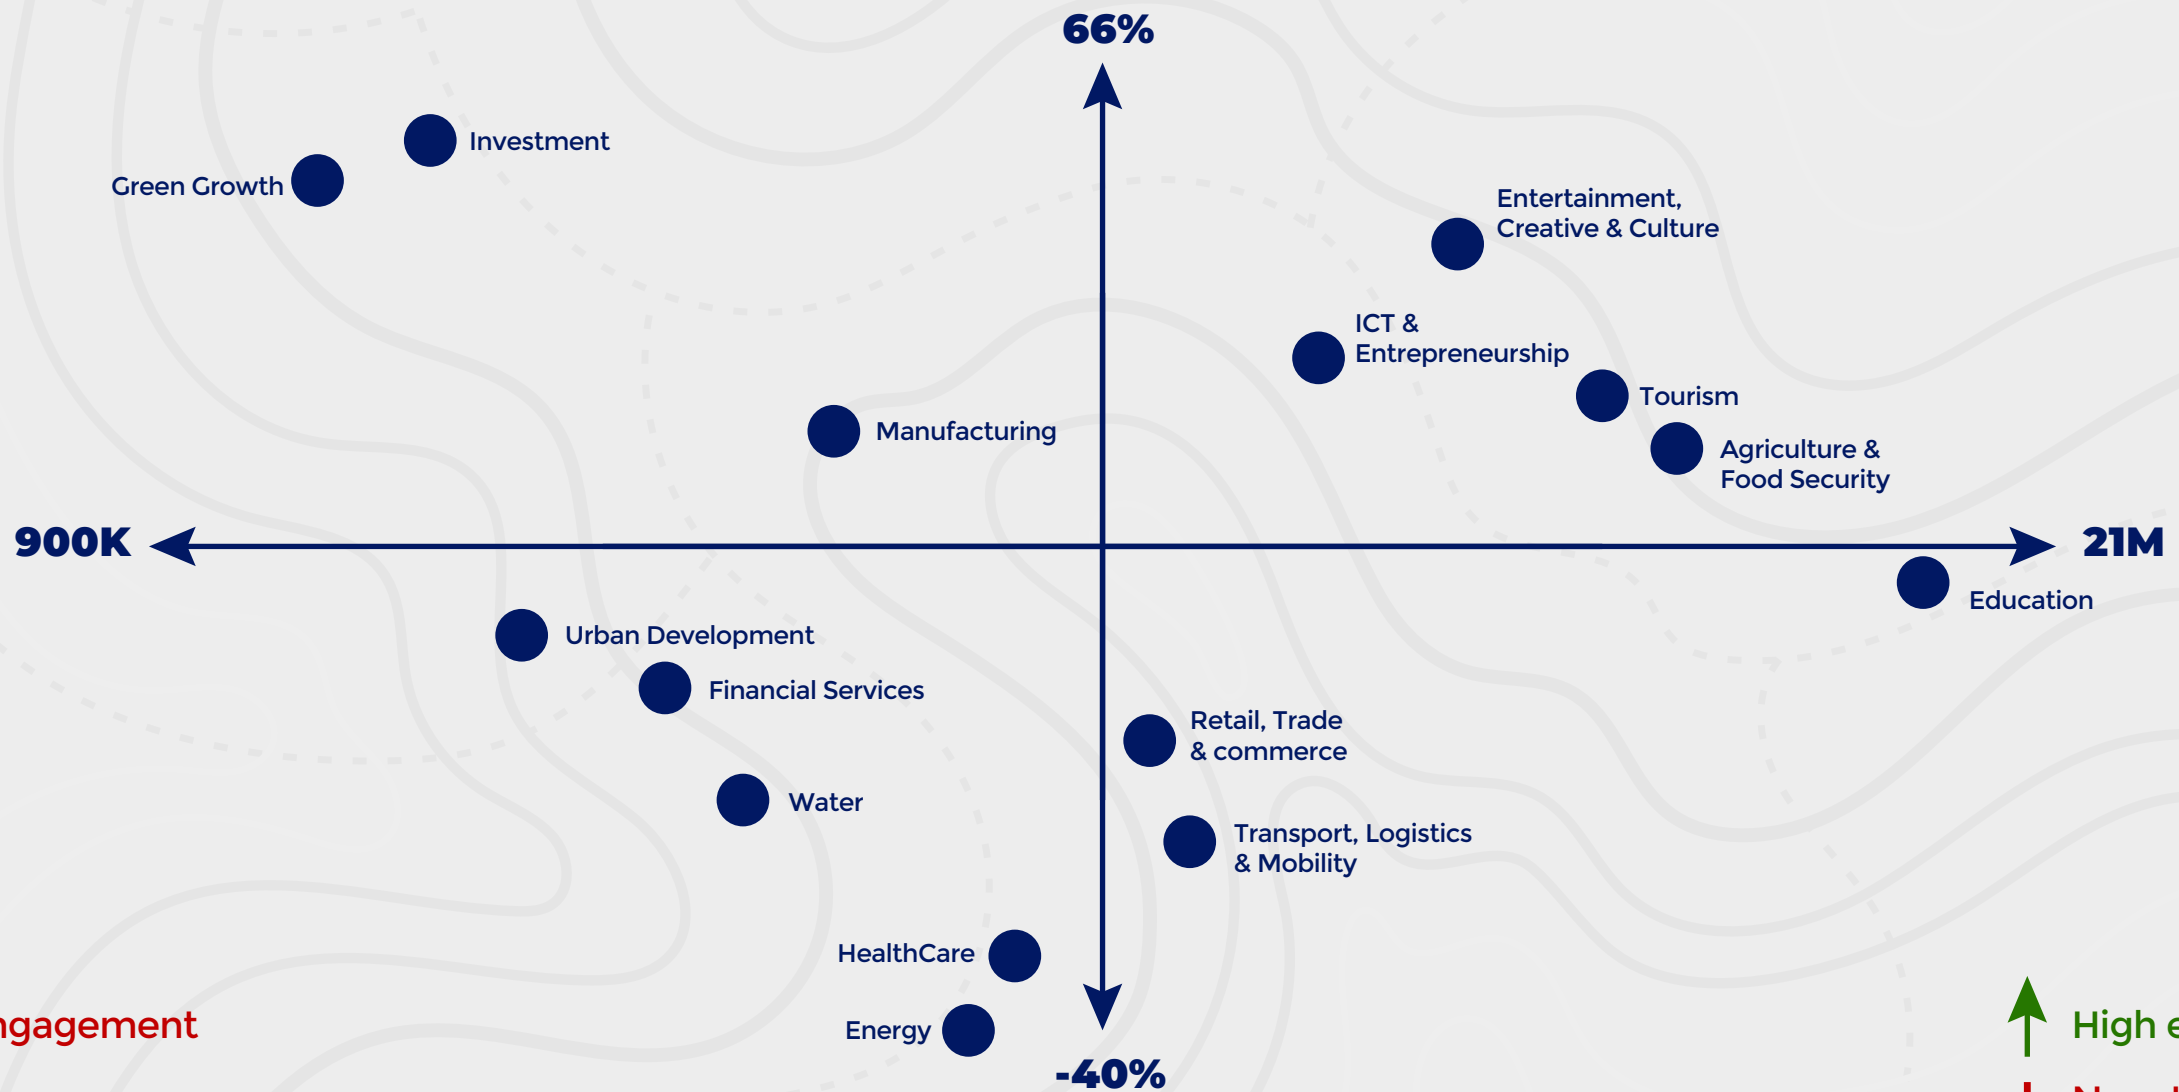 66%
Investment
Green Growth
Entertainment,
Creative & Culture
ICT &
Entrepreneurship
Tourism
Manufacturing
Agriculture &
Food Security
900K
21M
Education
Urban Development
Financial Services
Retail, Trade
& commerce
Water
Transport, Logistics
& Mobility
HealthCare
Energy
-40%
High